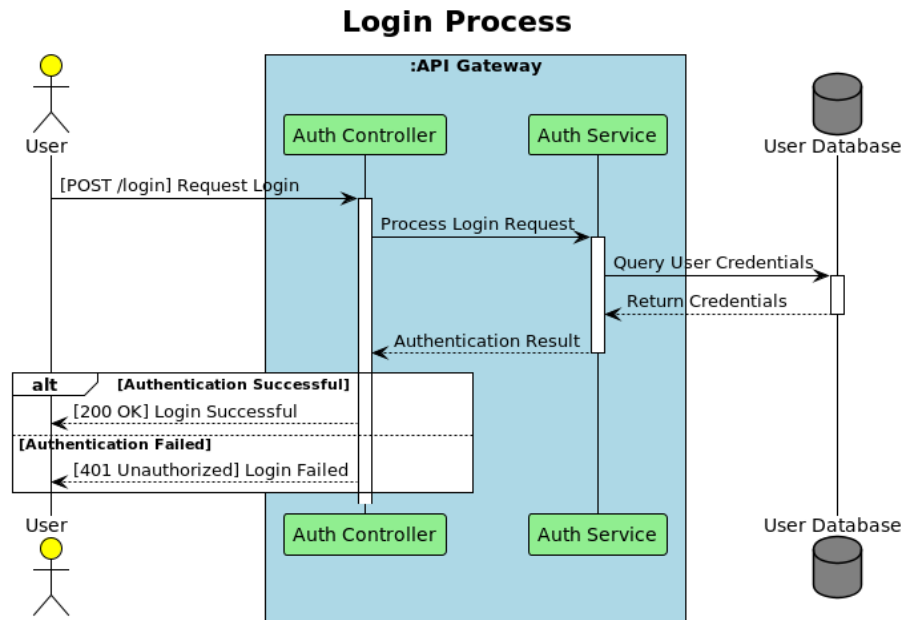 Login Process
:API Gateway
Auth Controller
Auth Service
User
User Database
[POST /login] Request Login
Process Login Request
Query User Credentials
Return Credentials
Authentication Result
alt [Authentication Successful]
[200 OK] Login Successful
[Authentication Failed]
[401 Unauthorized] Login Failed
User
User Database
Auth Controller
Auth Service